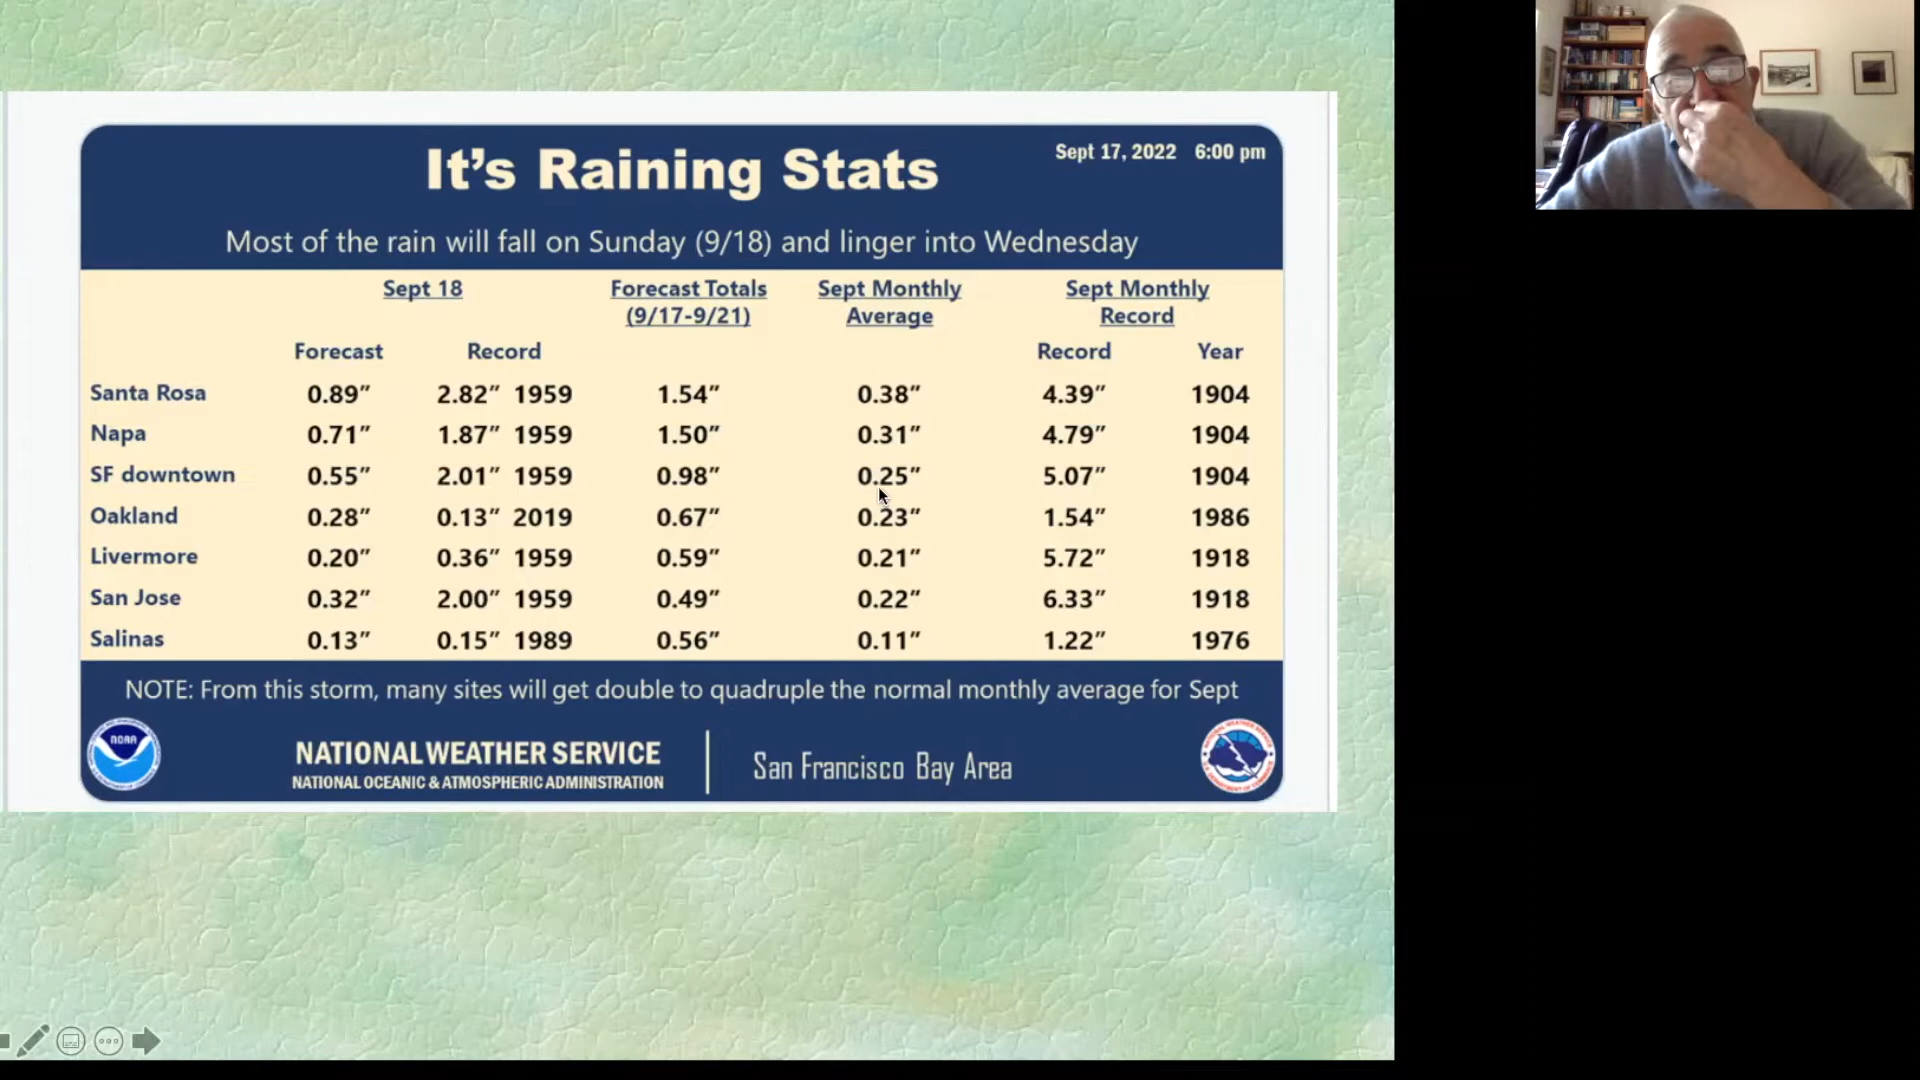 It's Raining Stats
Sept 17, 2022 6:00 pm
Most of the rain will fall on Sunday (9/18) and linger into Wednesday
Sept 18 Forecast Totals Sept Monthly Sept Monthly
(9/17-9/21) Average Record
Forecast Record Record Year
Santa Rosa 0.89” 2.82” 1959 1.54” 0.38” 4.39” 1904
Napa 0.71” 1.87” 1959 1.50” 0.31” 4.79” 1904
SF downtown 0.55” 2.01” 1959 0.98” 0.25” 5.07” 1904
Oakland 0.28” 0.13” 2019 0.67” 0.23” 1.54” 1986
Livermore 0.20” 0.36” 1959 0.59” 0.21” 5.72” 1918
San Jose 0.32” 2.00” 1959 0.49” 0.22” 6.33” 1918
Salinas 0.13” 0.15” 1989 0.56” 0.11” 1.22” 1976
NOTE: From this storm, many sites will get double to quadruple the normal monthly average for Sept
NOAA
NATIONAL WEATHER SERVICE
NATIONAL OCEANIC & ATMOSPHERIC ADMINISTRATION
San Francisco Bay Area